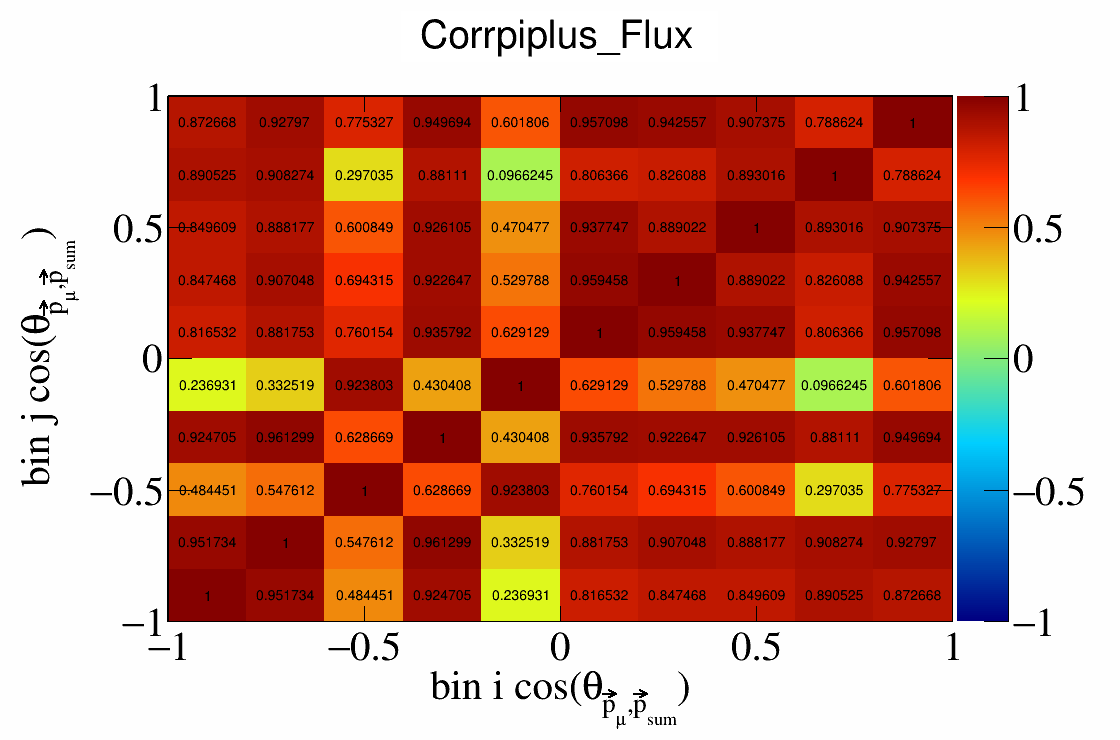 Corrpiplus_Flux
1 0.872668 0.92797 0.775327 0.949694 0.601806 0.957098 0.942557 0.907375 0.788624 1 1
0.890525 0.908274 0.297035 0.88111 0.0966245 0.806366 0.826088 0.893016 1 0.788624
0.5 0.849609 0.888177 0.600849 0.926105 0.470477 0.937747 0.889022 1 0.893016 0.907375 0.5
0.847468 0.907048 0.694315 0.922647 0.529788 0.959458 1 0.889022 0.826088 0.942557
0.816532 0.881753 0.760154 0.935792 0.629129 1 0.959458 0.937747 0.806366 0.957098
0 0
0.236931 0.332519 0.923803 0.430408 1 0.629129 0.529788 0.470477 0.0966245 0.601806
0.924705 0.961299 0.628669 1 0.430408 0.935792 0.922647 0.926105 0.88111 0.949694
−0.5 0.484451 0.547612 1 0.628669 0.923803 0.760154 0.694315 0.600849 0.297035 0.775327 −0.5
0.951734 1 0.547612 0.961299 0.332519 0.881753 0.907048 0.888177 0.908274 0.92797
1 0.951734 0.484451 0.924705 0.236931 0.816532 0.847468 0.849609 0.890525 0.872668
−1 −1
−1 −0.5 0 0.5 1
bin i cos(θp⃗μ,p⃗sum)
bin j cos(θp⃗μ,p⃗sum)